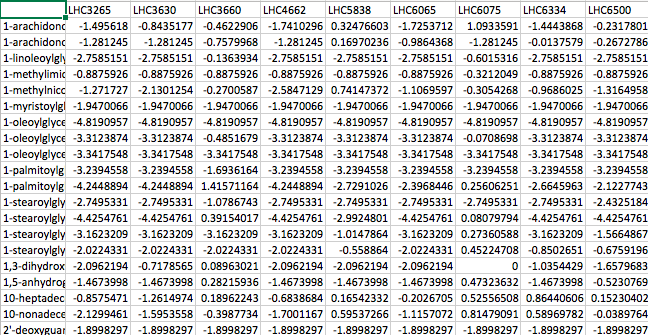 LHC3265 LHC3630 LHC3660 LHC4662 LHC5838 LHC6065 LHC6075 LHC6334 LHC6500
1-arachidonc -1.495618 -0.8435177 -0.4622906 -1.7410296 0.32476603 -1.7253712 1.0933591 -1.4443868 -0.2317801
1-arachidonc -1.281245 -1.281245 -0.7579968 -1.281245 0.16970236 -0.9864368 -1.281245 -0.0137579 -0.2672786
1-linoleoylgly -2.7585151 -2.7585151 -0.1363934 -2.7585151 -2.7585151 -2.7585151 -0.6015316 -2.7585151 -2.7585151
1-methylimic -0.8875926 -0.8875926 -0.8875926 -0.8875926 -0.8875926 -0.8875926 -0.3212049 -0.8875926 -0.8875926
1-methylnicc -1.271727 -2.1301254 -0.2700587 -2.5847129 0.74147372 -1.1069597 -0.3054268 -0.9686025 -1.3164958
1-myristoylgl -1.9470066 -1.9470066 -1.9470066 -1.9470066 -1.9470066 -1.9470066 -1.9470066 -1.9470066 -1.9470066
1-oleoylglyce -4.8190957 -4.8190957 -4.8190957 -4.8190957 -4.8190957 -4.8190957 -4.8190957 -4.8190957 -4.8190957
1-oleoylglyce -3.3123874 -3.3123874 -0.4851679 -3.3123874 -3.3123874 -3.3123874 -0.0708698 -3.3123874 -3.3123874
1-oleoylglyce -3.3417548 -3.3417548 -3.3417548 -3.3417548 -3.3417548 -3.3417548 -3.3417548 -3.3417548 -3.3417548
1-palmitoylg -3.2394558 -3.2394558 -1.6936164 -3.2394558 -3.2394558 -3.2394558 -3.2394558 -3.2394558 -3.2394558
1-palmitoylg -4.2448894 -4.2448894 1.41571164 -4.2448894 -2.7291026 -2.3968446 0.25606251 -2.6645963 -2.1227743
1-stearoylgly -2.7495331 -2.7495331 -1.0786743 -2.7495331 -2.7495331 -2.7495331 -2.7495331 -2.7495331 -2.4325184
1-stearoylgly -4.4254761 -4.4254761 0.39154017 -4.4254761 -2.9924801 -4.4254761 0.08079794 -4.4254761 -4.4254761
1-stearoylgly -3.1623209 -3.1623209 -3.1623209 -3.1623209 -1.0147864 -3.1623209 0.27360588 -3.1623209 -1.5664867
1-stearoylgly -2.0224331 -2.0224331 -2.0224331 -2.0224331 -0.558864 -2.0224331 0.45224708 -0.8502651 -0.6759196
1,3-dihydrox -2.0962194 -0.7178565 0.08963021 -2.0962194 -2.0962194 -2.0962194 0 -1.0354429 -1.6579683
1,5-anhydrog -1.4673998 -1.4673998 0.28215936 -1.4673998 -1.4673998 -1.4673998 0.47323632 -1.4673998 -0.5230769
10-heptadec -0.8575471 -1.2614974 0.18962243 -0.6838684 0.16542332 -0.2026705 0.52556508 0.86440606 0.15230402
10-nonadece -2.1299461 -1.5953558 -0.3987734 -1.7001167 0.59537266 -1.1157072 0.81479091 0.58969782 -0.0389764
2'-deoxyguar -1.8998297 -1.8998297 -1.8998297 -1.8998297 -1.8998297 -1.8998297 -1.8998297 -1.8998297 -1.8998297